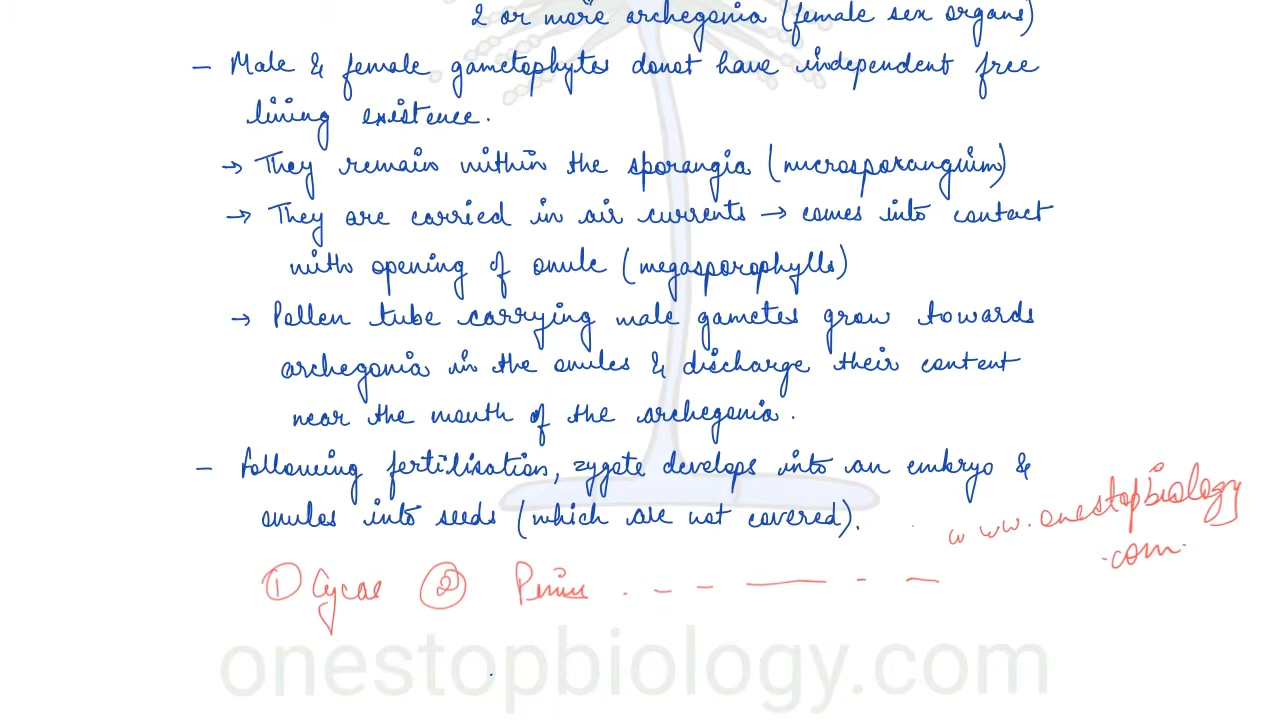 2 or more archegonia (female sex organs)
- Male & female gametophytes donot have independent free
living existence.
→ They remain within the sporangia (microsporanguim)
→ They are carried in air currents → comes into contact
with opening of ovule (megasporophylls)
→ Pollen tube carrying male gametes grow towards
archegonia in the ovules & discharge their content
near the mouth of the archegonia.
- Following fertilisation, zygote develops into an embryo &
ovules into seeds (which are not covered).
www.onestopbiology
.com.
① Cycas ② Pinus . - - — - -
onestopbiology.com